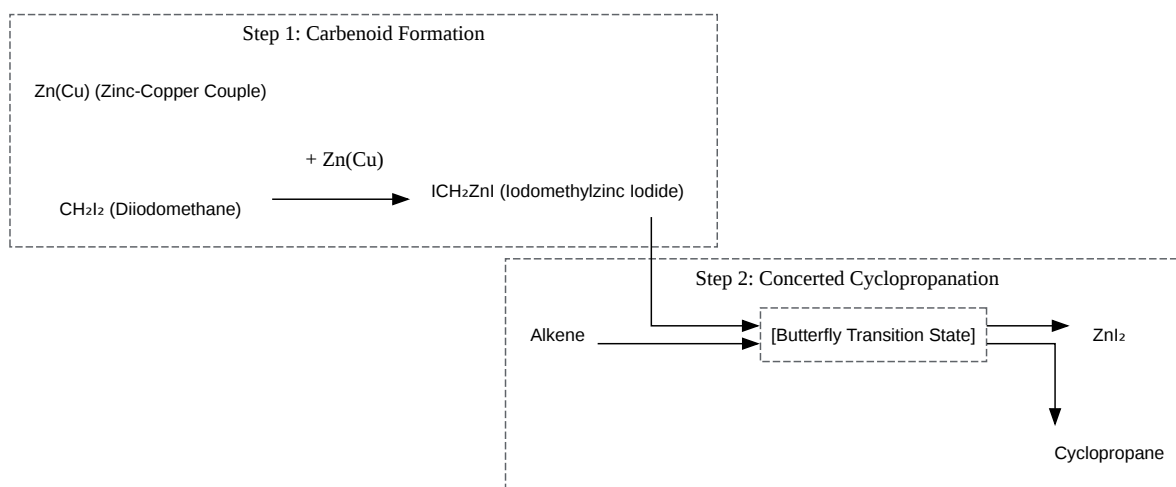 Step 1: Carbenoid Formation
Zn(Cu) (Zinc-Copper Couple)
+ Zn(Cu)
CH₂I₂ (Diiodomethane)
ICH₂ZnI (Iodomethylzinc Iodide)
Step 2: Concerted Cyclopropanation
Alkene
[Butterfly Transition State]
ZnI₂
Cyclopropane